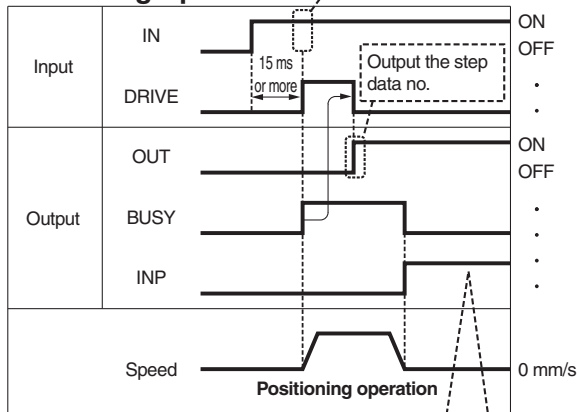 Input
IN
ON
OFF
15 ms
or more
DRIVE
Output the step
data no.
Output
OUT
ON
OFF
BUSY
INP
Speed
0 mm/s
Positioning operation